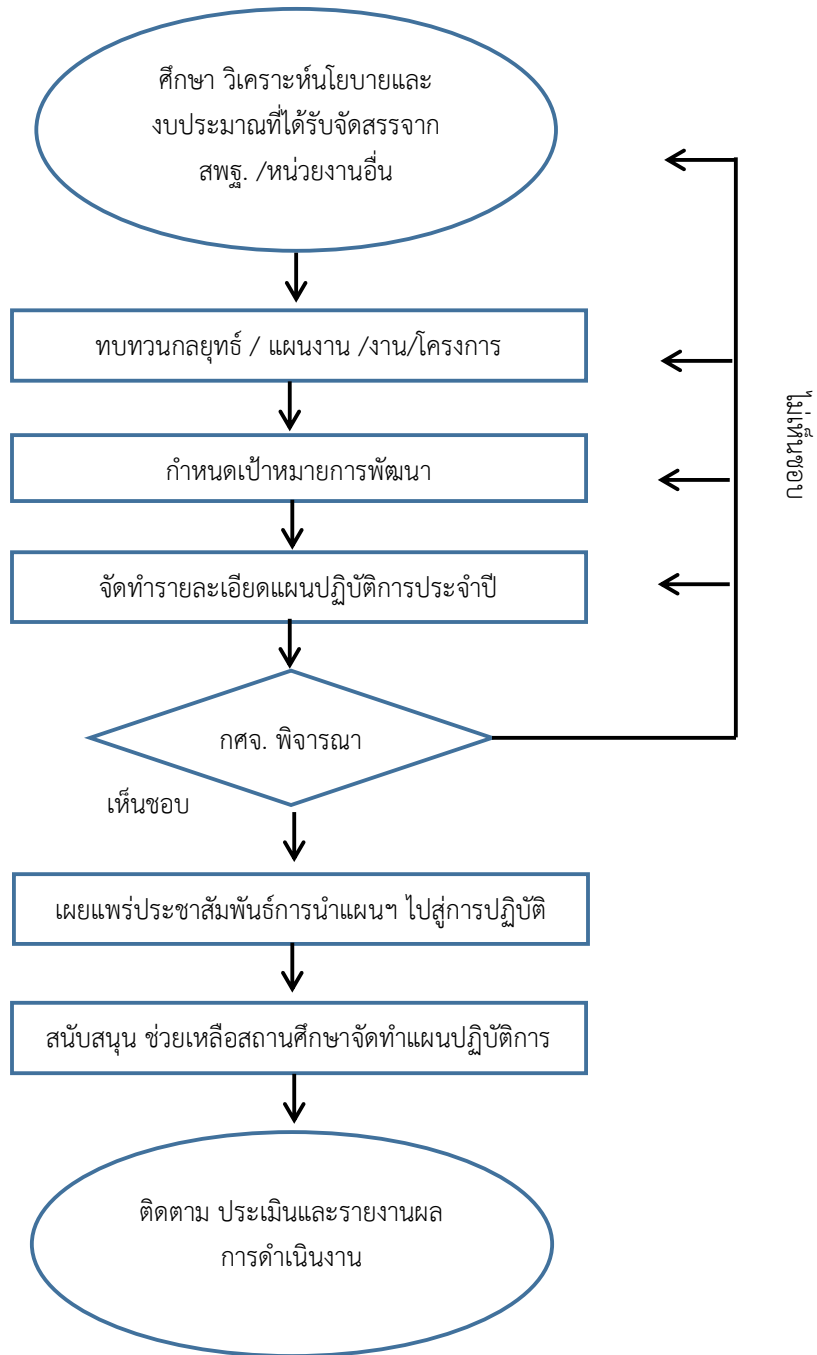 ศึกษา วิเคราะห์นโยบายและ
งบประมาณที่ได้รับจัดสรรจาก
สพฐ. /หน่วยงานอื่น
ทบทวนกลยุทธ์ / แผนงาน /งาน/โครงการ
กำหนดเป้าหมายการพัฒนา
จัดทำรายละเอียดแผนปฏิบัติการประจำปี
กศจ. พิจารณา
ไม่เห็นชอบ
เห็นชอบ
เผยแพร่ประชาสัมพันธ์การนำแผนฯ ไปสู่การปฏิบัติ
สนับสนุน ช่วยเหลือสถานศึกษาจัดทำแผนปฏิบัติการ
ติดตาม ประเมินและรายงานผล
การดำเนินงาน